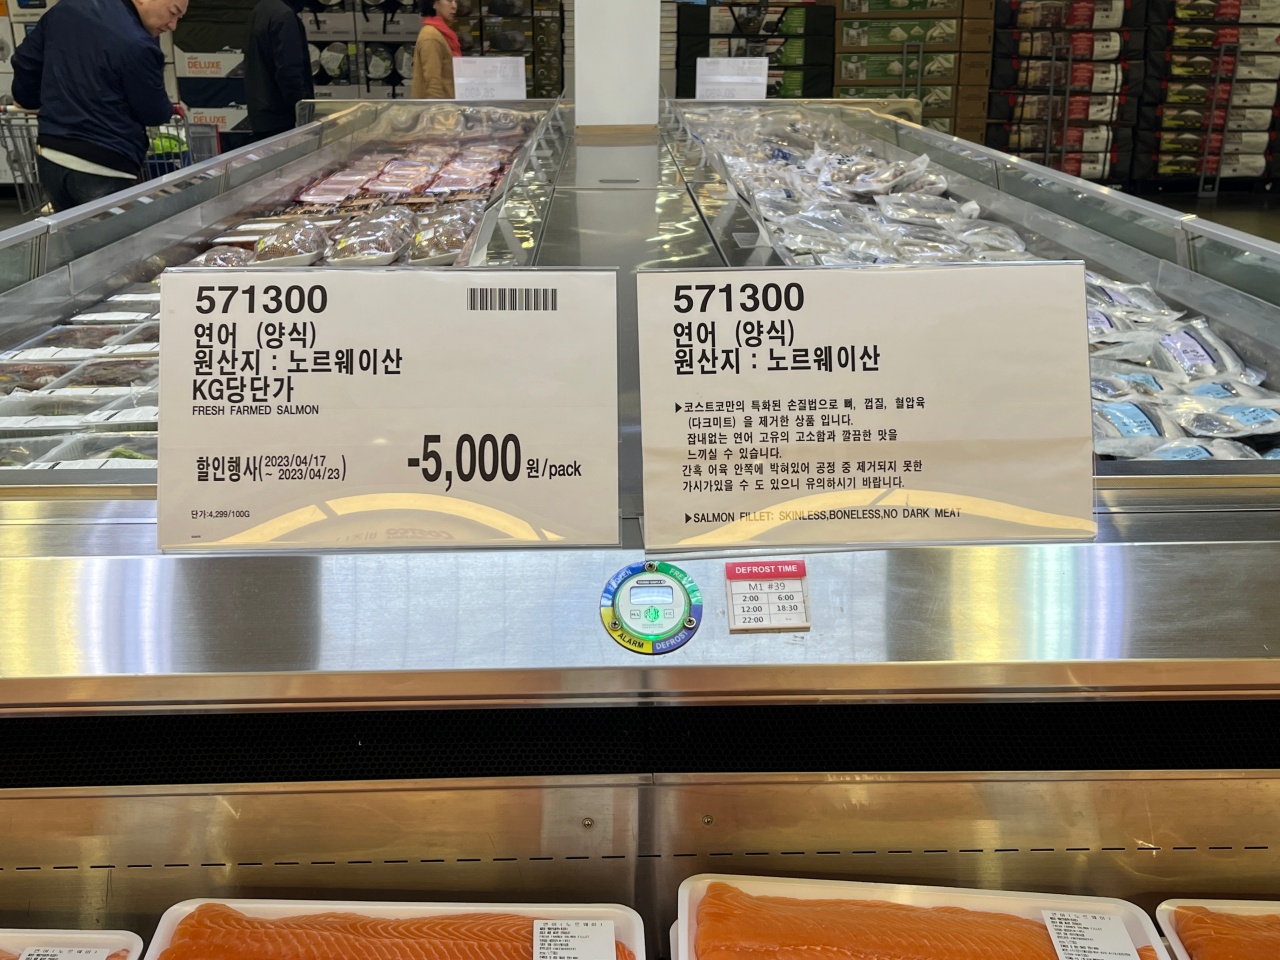 DELUXE
DELUXE
571300
연어 (양식)
원산지 : 노르웨이산
KG당단가
FRESH FARMED SALMON
할인행사(2023/04/17 ~ 2023/04/23)
-5,000원/pack
단가:4,299/100G
571300
연어 (양식)
원산지 : 노르웨이산
▶코스트코만의 특화된 손질법으로 뼈, 껍질, 혈압육
(다크미트) 을 제거한 상품 입니다.
잡내없는 연어 고유의 고소함과 깔끔한 맛을
느끼실 수 있습니다.
간혹 어육 안쪽에 박혀있어 공정 중 제거되지 못한
가시가있을 수 도 있으니 유의하시기 바랍니다.
▶SALMON FILLET: SKINLESS,BONELESS,NO DARK MEAT
ALARM
DEFROST
DEFROST TIME
M1 #39
2:00 6:00
12:00 18:30
22:00 --